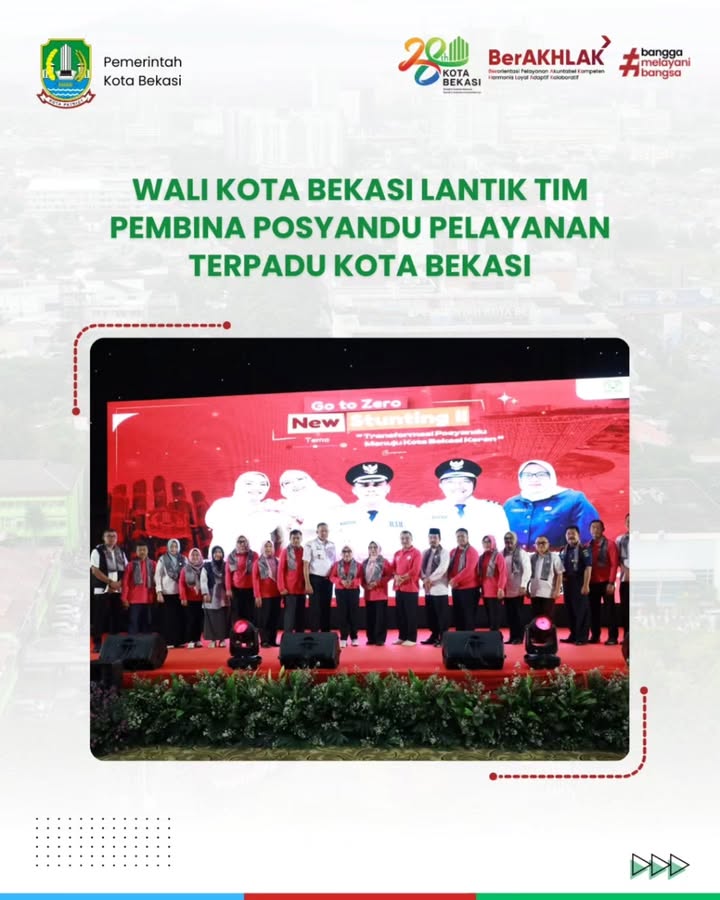 Pemerintah
Kota Bekasi
28th
KOTA
BEKASI
BerAKHLAK
Berorientasi Pelayanan Akuntabel Kompeten
Harmonis Loyal Adaptif Kolaboratif
#bangga
melayani
bangsa
WALI KOTA BEKASI LANTIK TIM
PEMBINA POSYANDU PELAYANAN
TERPADU KOTA BEKASI
Go to Zero
New Stunting II
Tema
"Transformasi Posyandu
Menuju Kota Bekasi Keren"